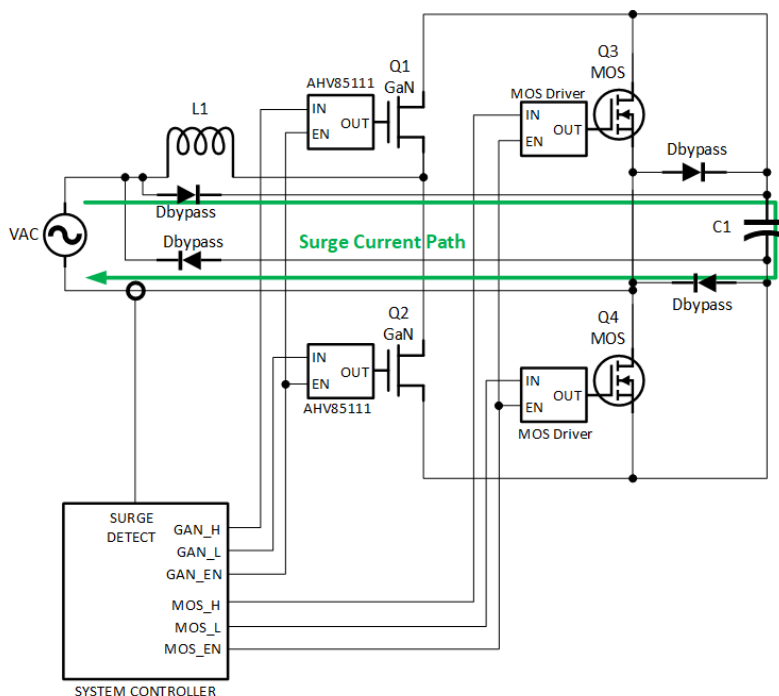 Q3
MOS
Q1
GaN
AHV85111
IN
EN
OUT
MOS Driver
IN
EN
OUT
L1
Dbypass
Dbypass
VAC
Dbypass
Surge Current Path
C1
Dbypass
Q2
GaN
Q4
MOS
IN
EN
OUT
AHV85111
IN
EN
OUT
MOS Driver
SURGE
DETECT
GAN_H
GAN_L
GAN_EN
MOS_H
MOS_L
MOS_EN
SYSTEM CONTROLLER